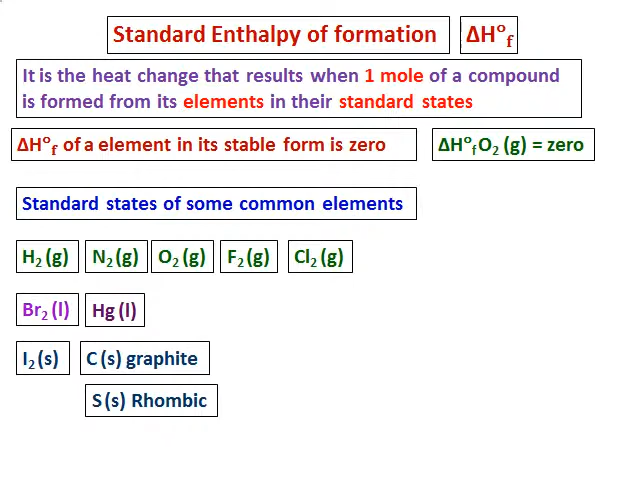 Standard Enthalpy of formation ΔH°f
It is the heat change that results when 1 mole of a compound
is formed from its elements in their standard states
ΔH°f of a element in its stable form is zero ΔH°fO₂ (g) = zero
Standard states of some common elements
H₂ (g) N₂ (g) O₂ (g) F₂ (g) Cl₂ (g)
Br₂ (l) Hg (l)
I₂ (s) C (s) graphite
S (s) Rhombic